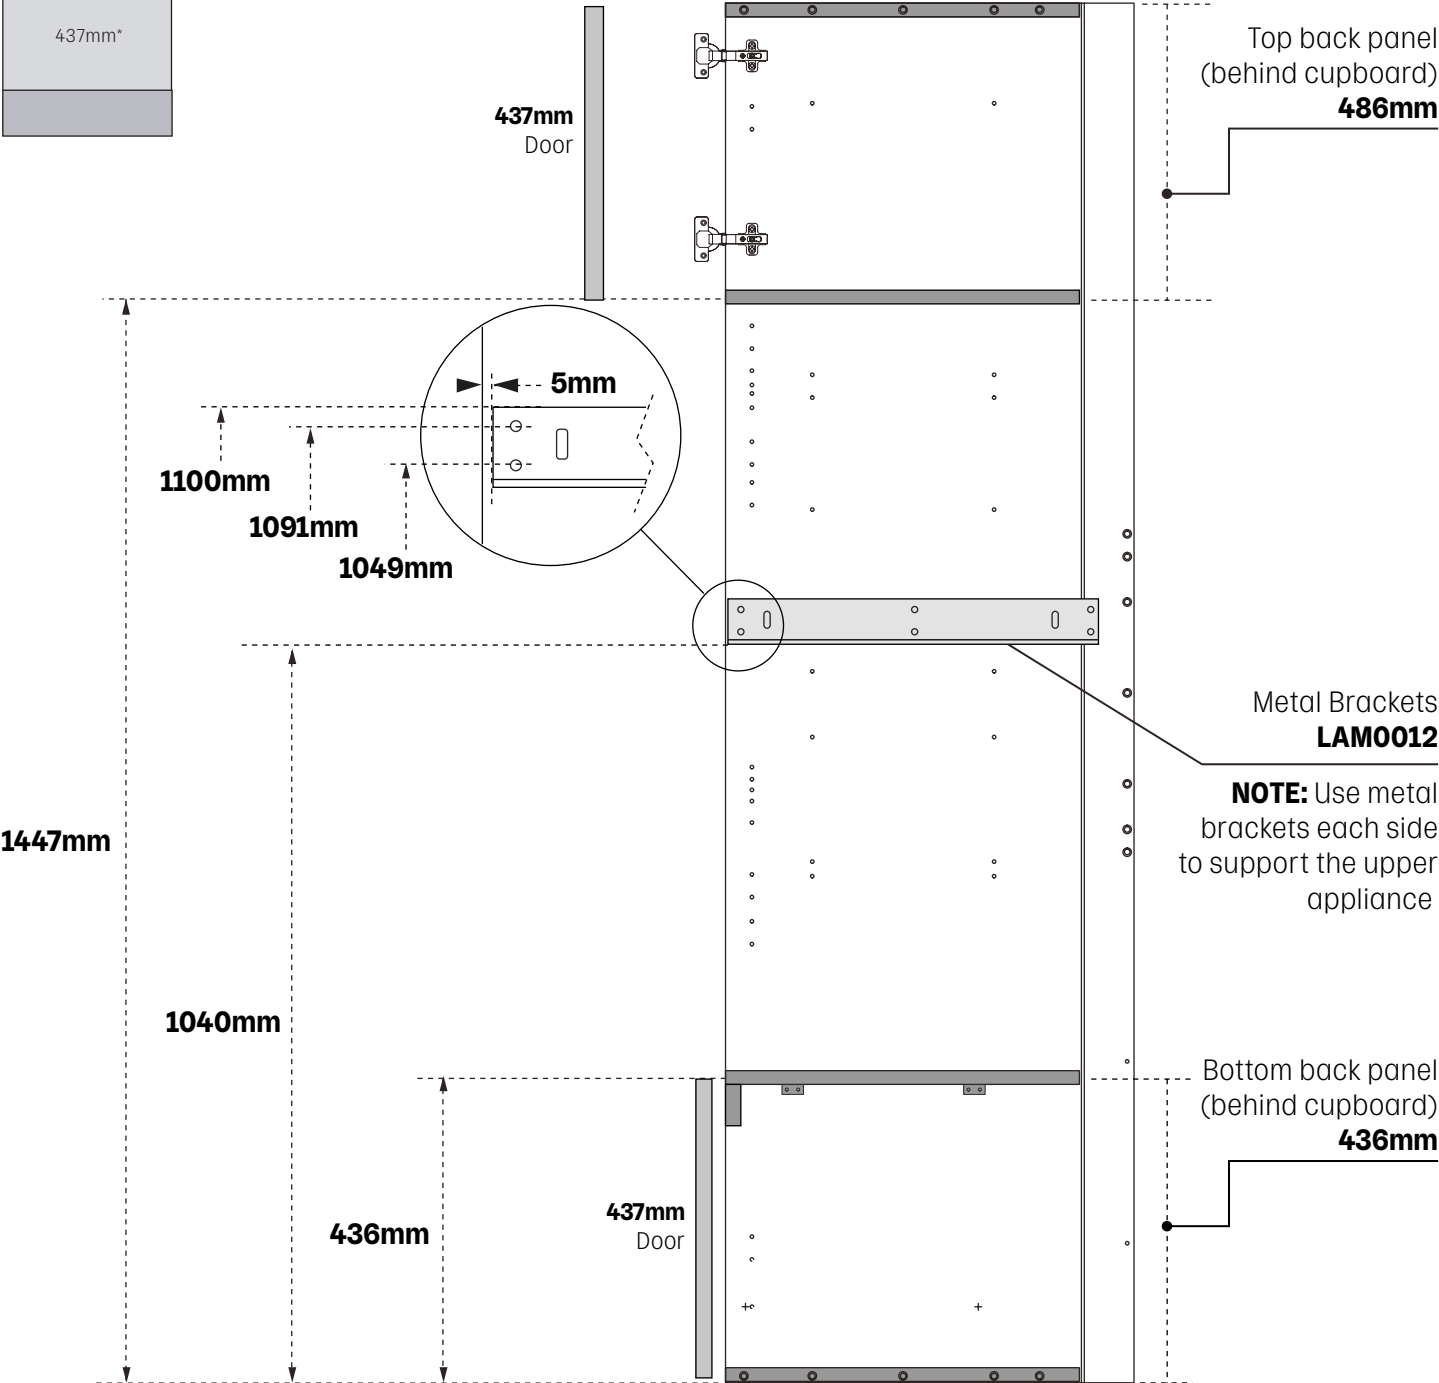 437mm*
Top back panel
(behind cupboard)
486mm
437mm
Door
5mm
1100mm
1091mm
1049mm
Metal Brackets
LAM0012
NOTE: Use metal
brackets each side
to support the upper
appliance
1447mm
1040mm
Bottom back panel
(behind cupboard)
436mm
437mm
Door
436mm